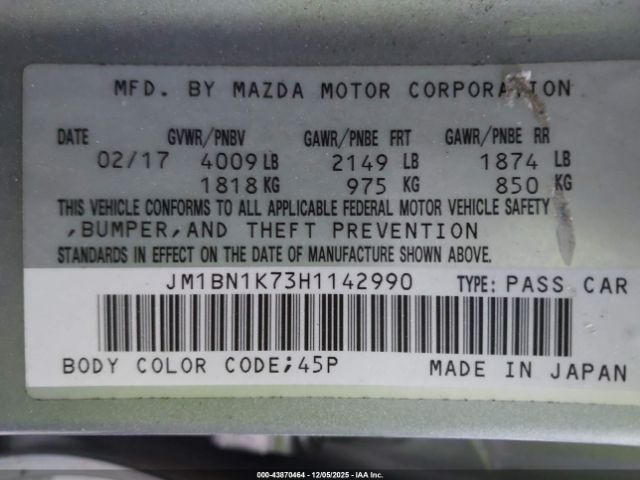 MFD. BY MAZDA MOTOR CORPORATION
DATE GVWR/PNBV GAWR/PNBE FRT GAWR/PNBE RR
02/17 4009 LB 2149 LB 1874 LB
1818 KG 975 KG 850 KG
THIS VEHICLE CONFORMS TO ALL APPLICABLE FEDERAL MOTOR VEHICLE SAFETY
,BUMPER,AND THEFT PREVENTION
STANDARDS IN EFFECT ON THE DATE OF MANUFACTURE SHOWN ABOVE.
JM1BN1K73H1142990 TYPE: PASS CAR
BODY COLOR CODE;45P MADE IN JAPAN
000-43870464 - 12/05/2025 - IAA Inc.